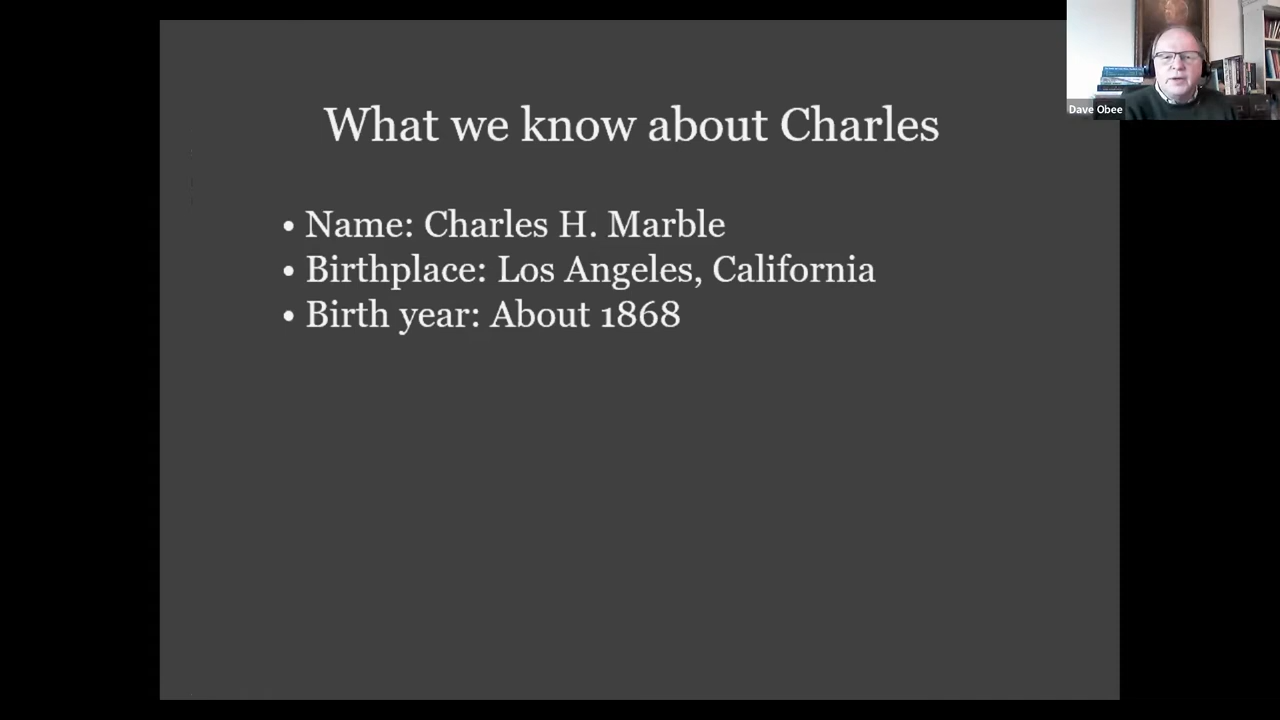 What we know about Charles
• Name: Charles H. Marble
• Birthplace: Los Angeles, California
• Birth year: About 1868
Dave Obee